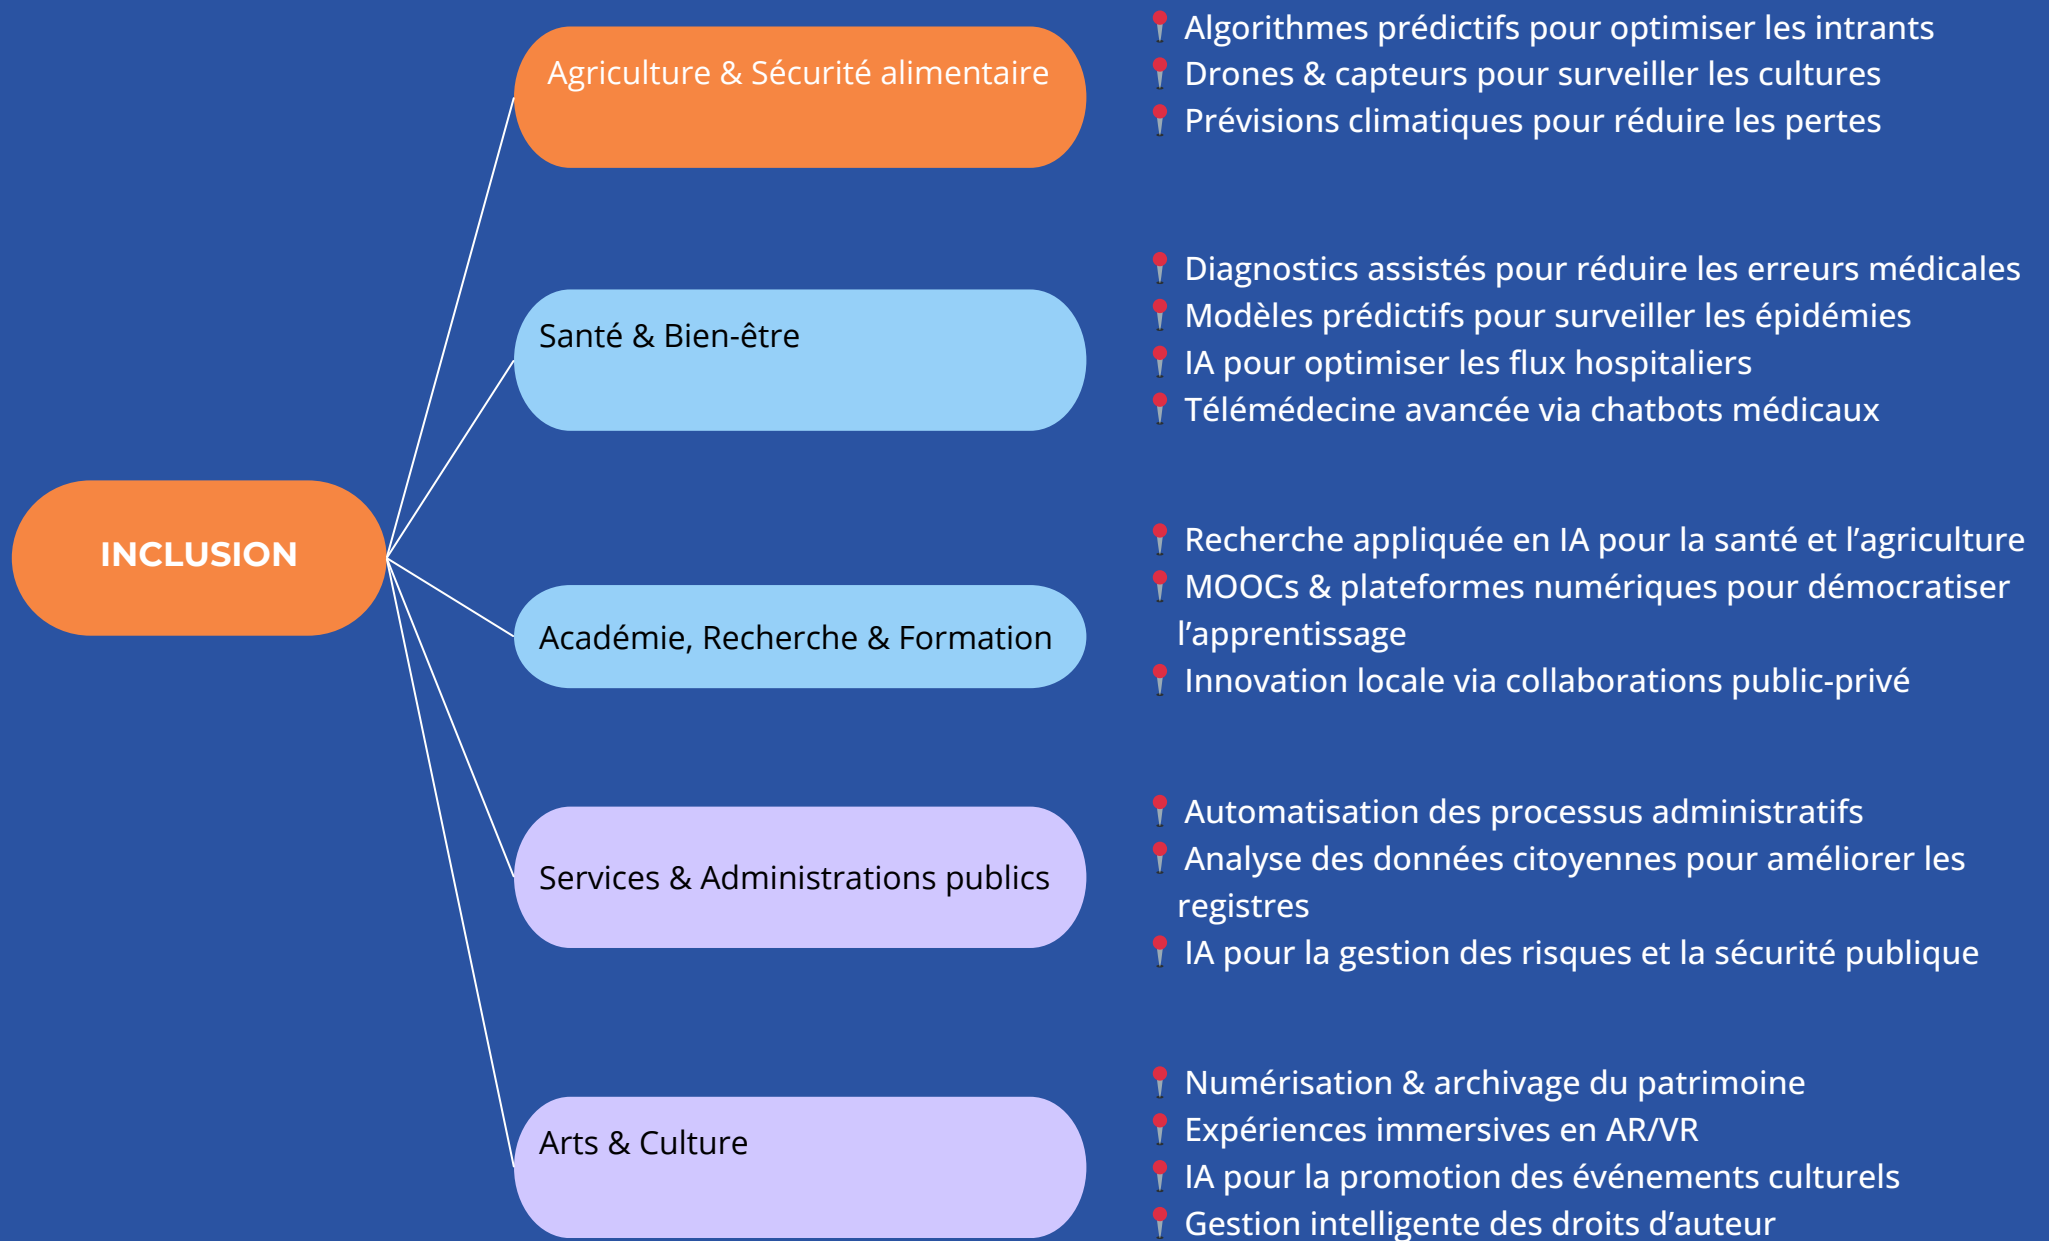 Agriculture & Sécurité alimentaire
📍 Algorithmes prédictifs pour optimiser les intrants
📍 Drones & capteurs pour surveiller les cultures
📍 Prévisions climatiques pour réduire les pertes
Santé & Bien-être
📍 Diagnostics assistés pour réduire les erreurs médicales
📍 Modèles prédictifs pour surveiller les épidémies
📍 IA pour optimiser les flux hospitaliers
📍 Télémédecine avancée via chatbots médicaux
INCLUSION
Académie, Recherche & Formation
📍 Recherche appliquée en IA pour la santé et l’agriculture
📍 MOOCs & plateformes numériques pour démocratiser
l’apprentissage
📍 Innovation locale via collaborations public-privé
Services & Administrations publics
📍 Automatisation des processus administratifs
📍 Analyse des données citoyennes pour améliorer les
registres
📍 IA pour la gestion des risques et la sécurité publique
Arts & Culture
📍 Numérisation & archivage du patrimoine
📍 Expériences immersives en AR/VR
📍 IA pour la promotion des événements culturels
📍 Gestion intelligente des droits d’auteur